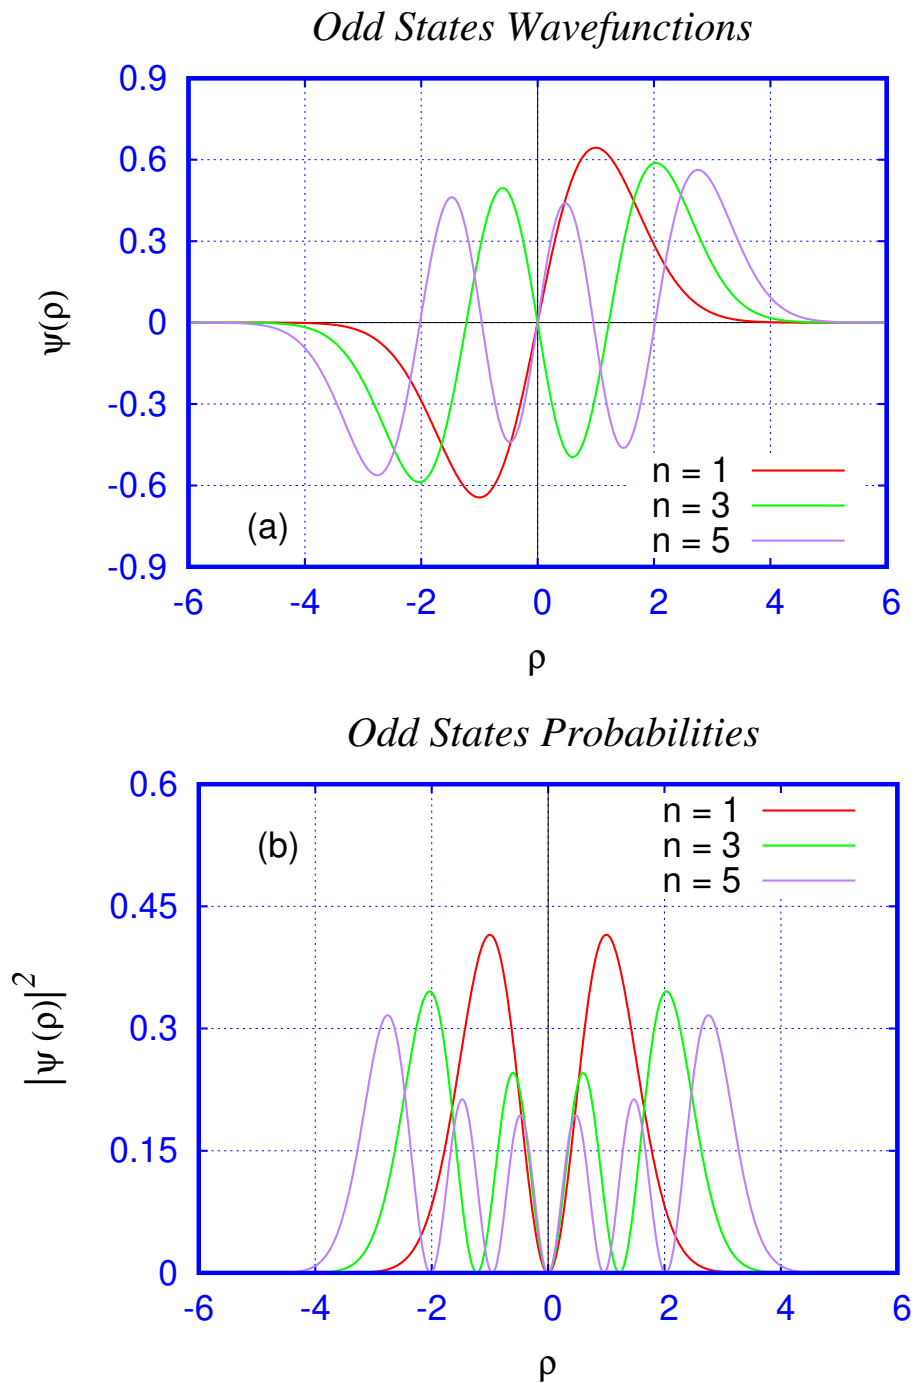 Odd States Wavefunctions
0.9
0.6
0.3
0
-0.3
-0.6
-0.9
ψ(ρ)
n = 1
n = 3
n = 5
(a)
-6 -4 -2 0 2 4 6
ρ
Odd States Probabilities
0.6
0.45
0.3
0.15
0
|ψ (ρ)|²
n = 1
n = 3
n = 5
(b)
-6 -4 -2 0 2 4 6
ρ